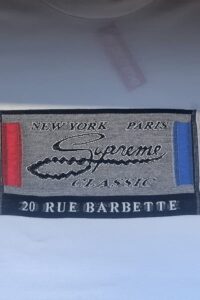 NEW YORK PARIS
Supreme
CLASSIC
20 RUE BARBETTE